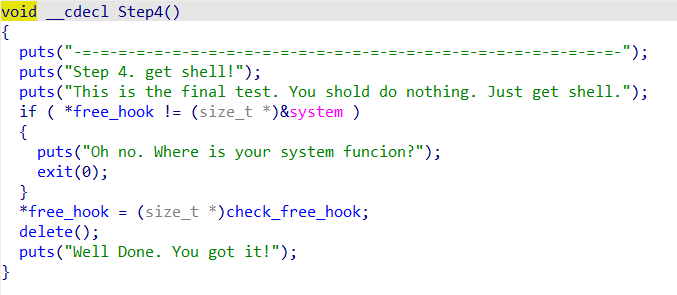 void __cdecl Step4()
{
  puts("-=-=-=-=-=-=-=-=-=-=-=-=-=-=-=-=-=-=-=-=-=-=-=-=-=-=-=-=-=-=-");
  puts("Step 4. get shell!");
  puts("This is the final test. You shold do nothing. Just get shell.");
  if ( *free_hook != (size_t *)&system )
  {
    puts("Oh no. Where is your system funcion?");
    exit(0);
  }
  *free_hook = (size_t *)check_free_hook;
  delete();
  puts("Well Done. You got it!");
}